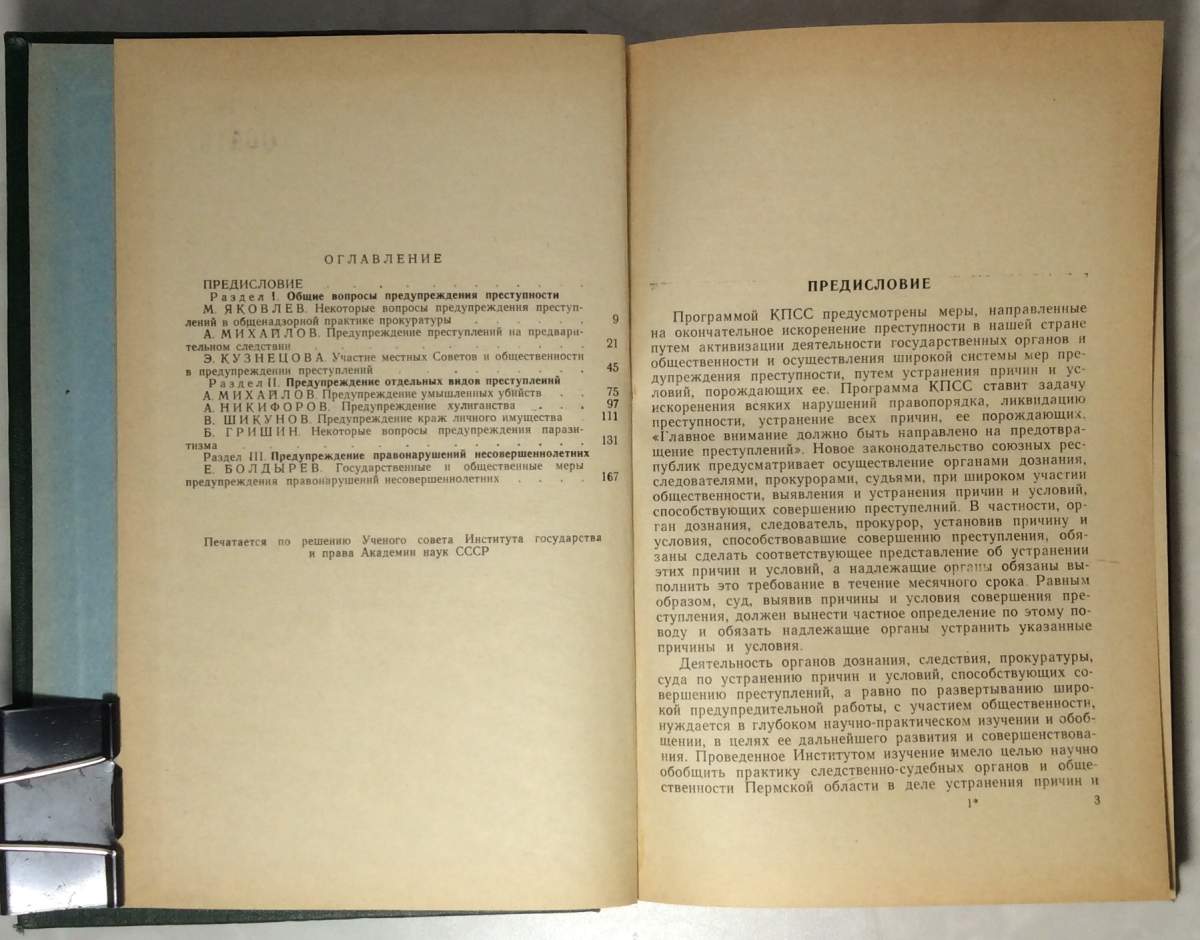 ОГЛАВЛЕНИЕ
ПРЕДИСЛОВИЕ . . . . . . . . . .
Раздел I. Общие вопросы предупреждения преступности
М. ЯКОВЛЕВ. Некоторые вопросы предупреждения преступ-
лений в общенадзорной практике прокуратуры . . . . . 9
А. МИХАЙЛОВ. Предупреждение преступлений на предвари-
тельном следствии . . . . . . . . . 21
Э. КУЗНЕЦОВА. Участие местных Советов и общественности
в предупреждении преступлений . . . . . . 45
Раздел II. Предупреждение отдельных видов преступлений
А. МИХАЙЛОВ. Предупреждение умышленных убийств . . 75
А. НИКИФОРОВ. Предупреждение хулиганства . . . 97
В. ШИКУНОВ. Предупреждение краж личного имущества 111
Б. ГРИШИН. Некоторые вопросы предупреждения парази-
тизма . . . . . . . . . . . 131
Раздел III. Предупреждение правонарушений несовершеннолетних
Е. БОЛДЫРЕВ. Государственные и общественные меры
предупреждения правонарушений несовершеннолетних . . . . 167
Печатается по решению Ученого совета Института государства
и права Академии наук СССР
ПРЕДИСЛОВИЕ
Программой КПСС предусмотрены меры, направленные
на окончательное искоренение преступности в нашей стране
путем активизации деятельности государственных органов и
общественности и осуществления широкой системы мер пре-
дупреждения преступности, путем устранения причин и ус-
ловий, порождающих ее. Программа КПСС ставит задачу
искоренения всяких нарушений правопорядка, ликвидацию
преступности, устранение всех причин, ее порождающих.
«Главное внимание должно быть направлено на предотвра-
щение преступлений». Новое законодательство союзных рес-
публик предусматривает осуществление органами дознания,
следователями, прокурорами, судьями, при широком участии
общественности, выявления и устранения причин и условий,
способствующих совершению преступелний. В частности, ор-
ган дознания, следователь, прокурор, установив причину и
условия, способствовавшие совершению преступления, обя-
заны сделать соответствующее представление об устранении
этих причин и условий, а надлежащие органы обязаны вы-
полнить это требование в течение месячного срока. Равным
образом, суд, выявив причины и условия совершения пре-
ступления, должен вынести частное определение по этому по-
воду и обязать надлежащие органы устранить указанные
причины и условия.
Деятельность органов дознания, следствия, прокуратуры,
суда по устранению причин и условий, способствующих со-
вершению преступлений, а равно по развертыванию широ-
кой предупредительной работы, с участием общественности,
нуждается в глубоком научно-практическом изучении и обоб-
щении, в целях ее дальнейшего развития и совершенствова-
ния. Проведенное Институтом изучение имело целью научно
обобщить практику следственно-судебных органов и обще-
ственности Пермской области в деле устранения причин и
1* 3